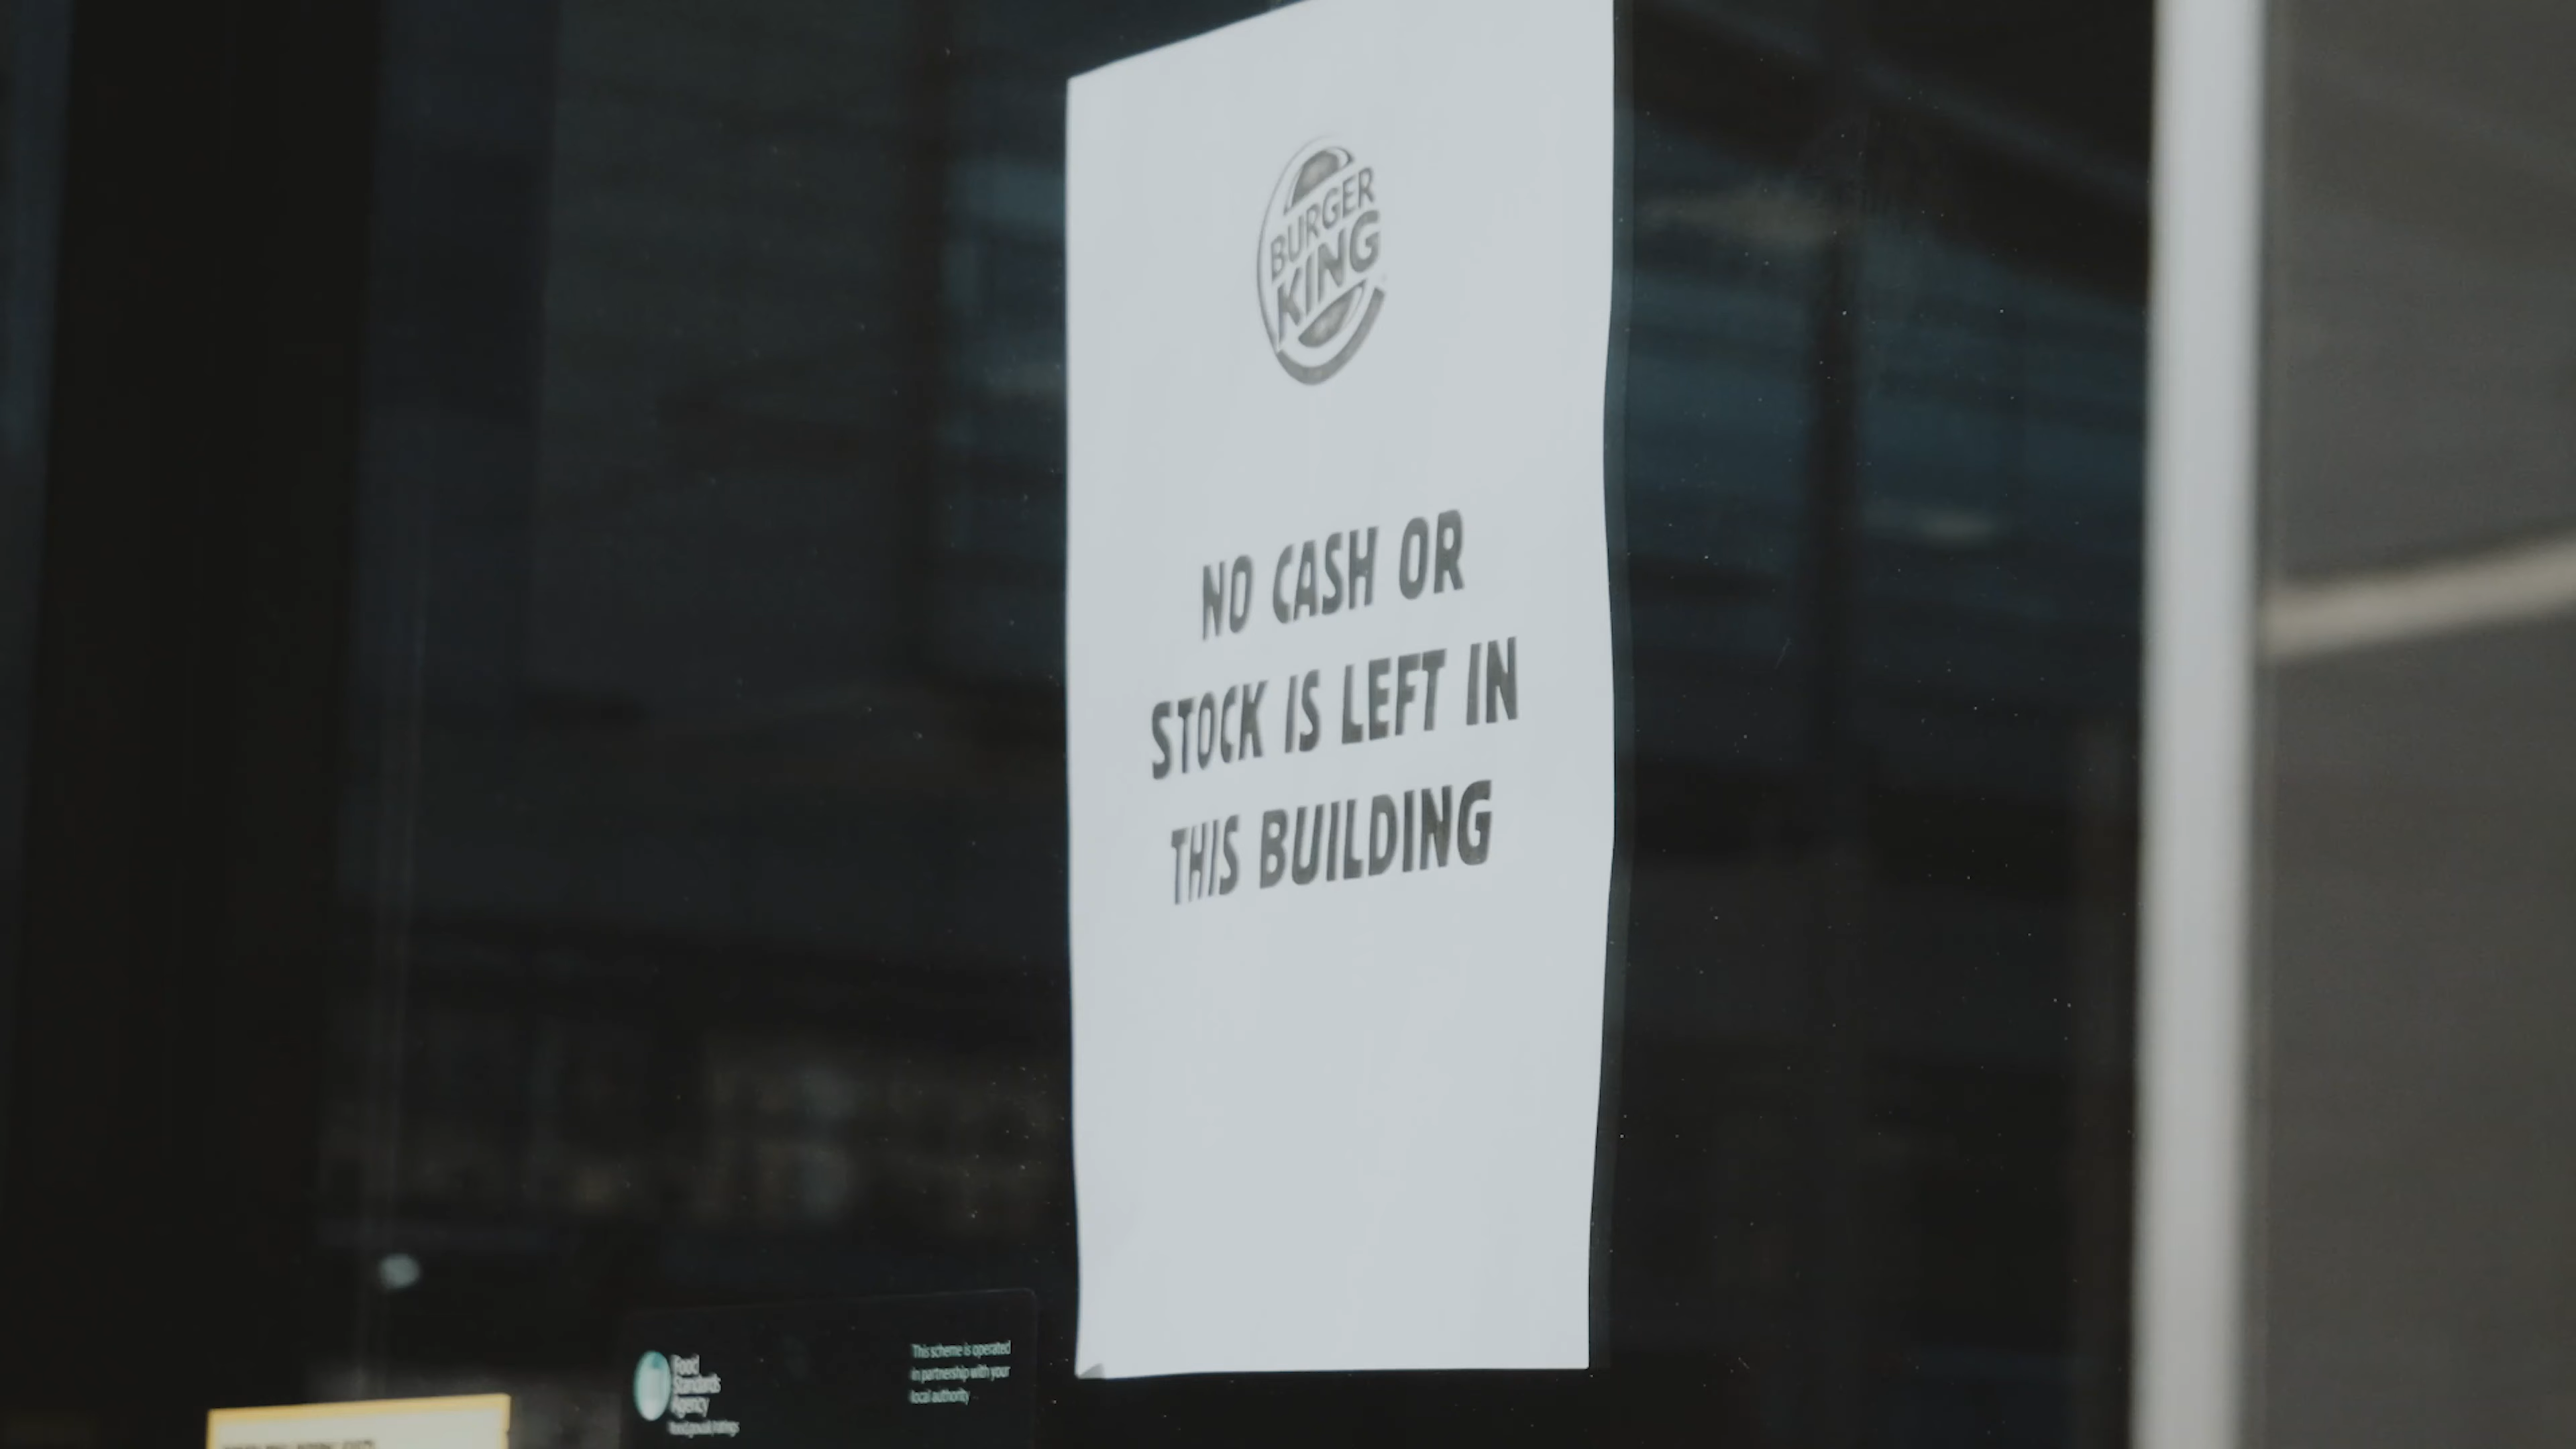 BURGER
KING
NO CASH OR
STOCK IS LEFT IN
THIS BUILDING
Food
Standards
Agency
This scheme is operated
in partnership with your
local authority